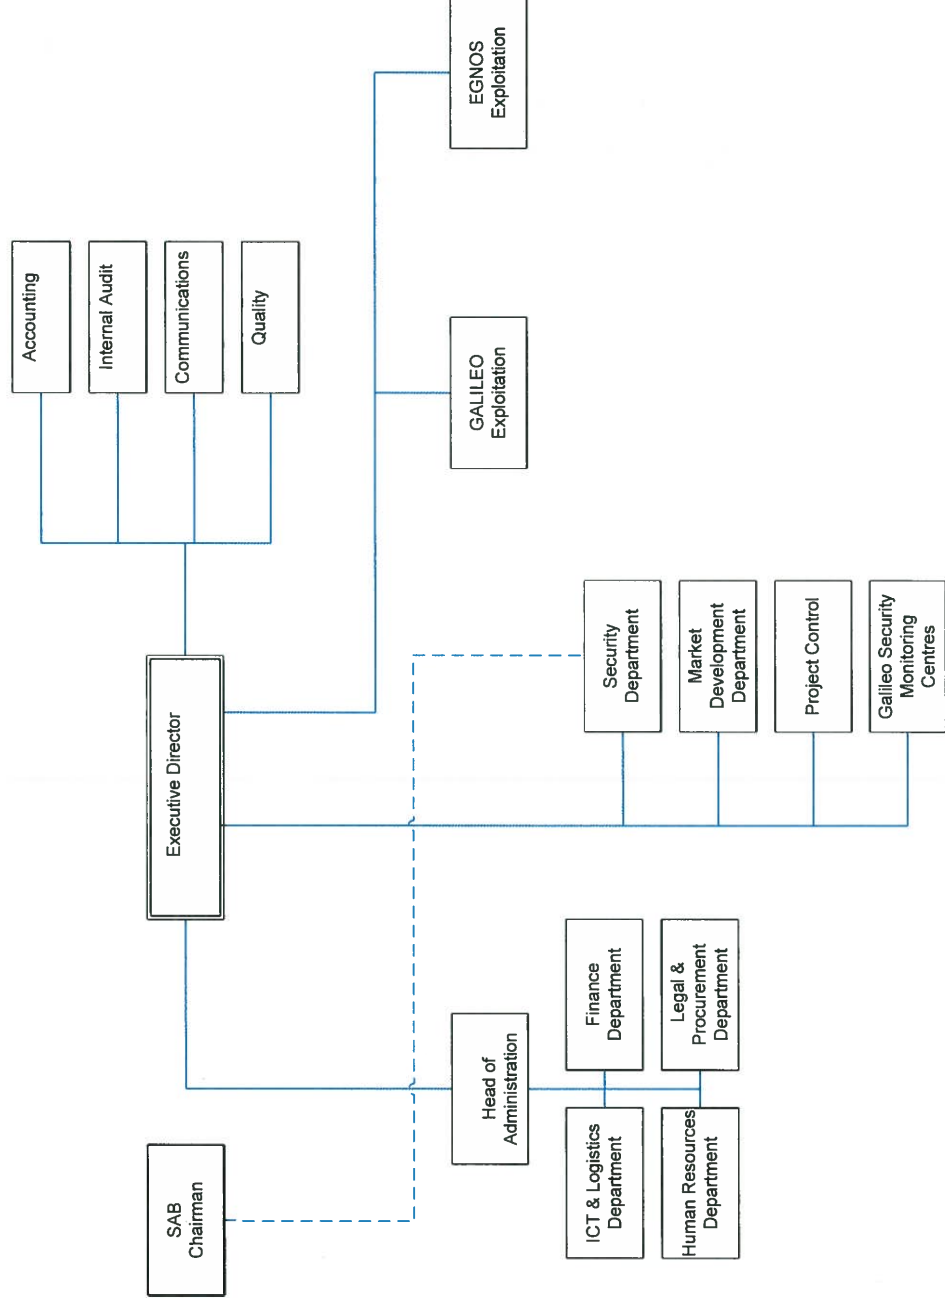 SAB
Chairman
Executive Director
Accounting
Internal Audit
Communications
Quality
Head of
Administration
GALILEO
Exploitation
EGNOS
Exploitation
ICT & Logistics
Department
Finance
Department
Human Resources
Department
Legal &
Procurement
Department
Security
Department
Market
Development
Department
Project Control
Galileo Security
Monitoring
Centres